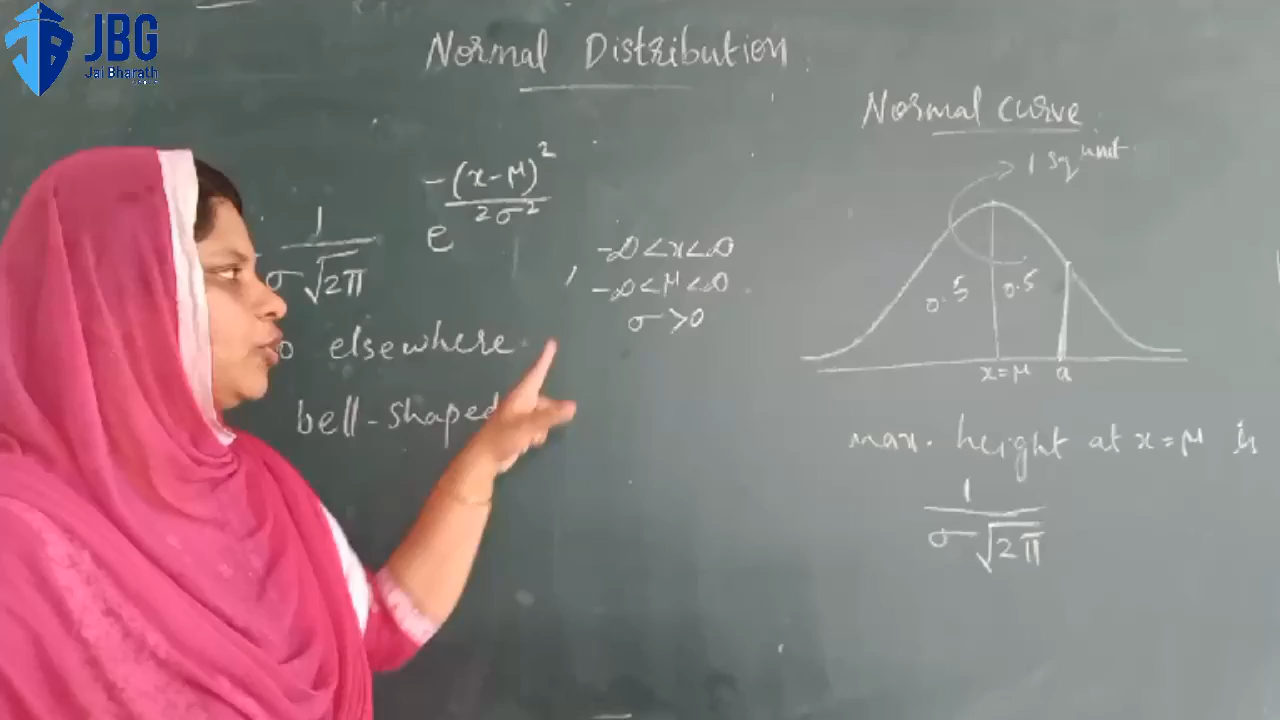 JBG
Jai Bharath
Normal Distribution
1/σ√2π e^-(x-μ)²/2σ² , -∞<x<∞
-∞<μ<∞
σ>0
0 elsewhere
bell-shaped
Normal curve
1 sq unit
0.5 0.5
x=μ a
max. height at x=μ is
1/σ√2π